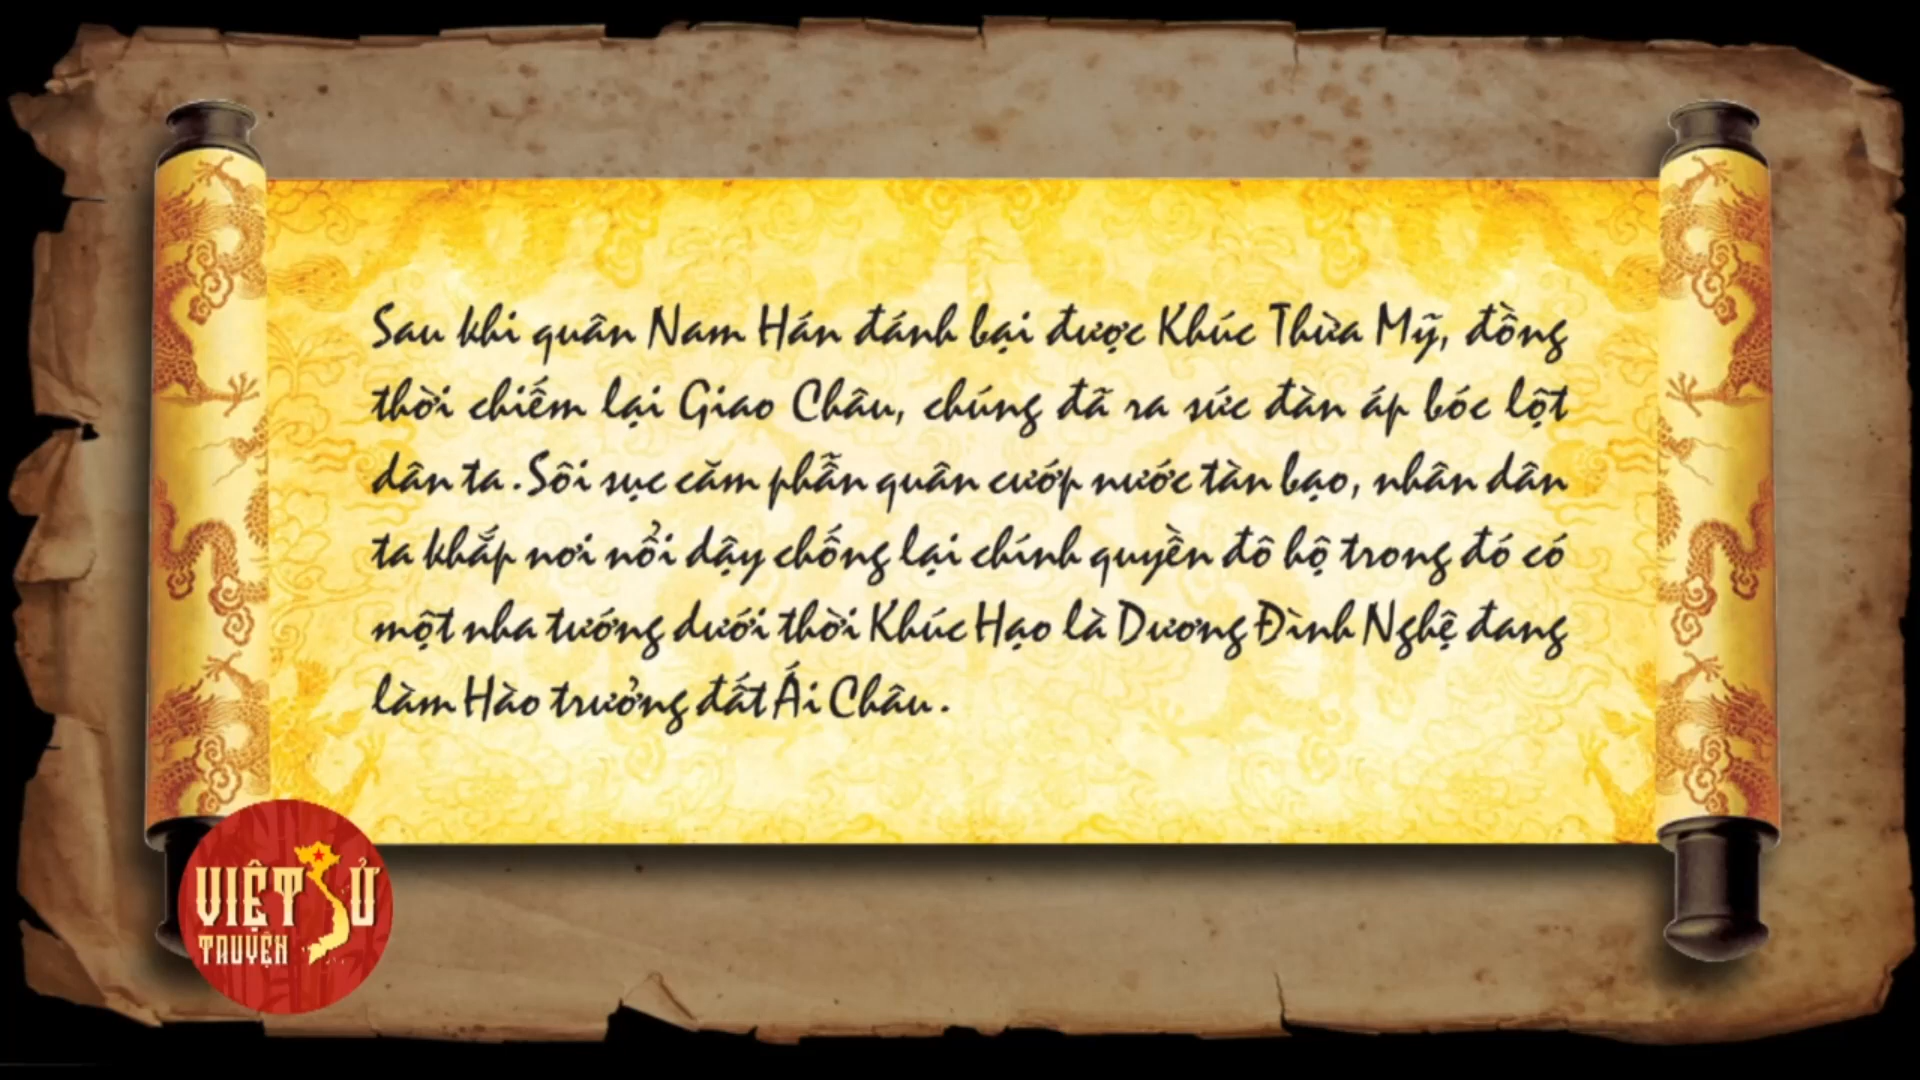 Sau khi quân Nam Hán đánh bại được Khúc Thừa Mỹ, đồng
thời chiếm lại Giao Châu, chúng đã ra sức đàn áp bóc lột
dân ta. Sôi sục căm phẫn quân cướp nước tàn bạo, nhân dân
ta khắp nơi nổi dậy chống lại chính quyền đô hộ trong đó có
một nha tướng dưới thời Khúc Hạo là Dương Đình Nghệ đang
làm Hào trưởng đất Ái Châu.
VIỆT SỬ
TRUYỆN